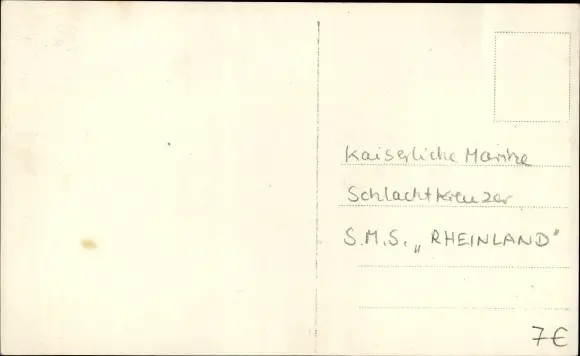 Kaiserliche Marine
Schlachtkreuzer
S.M.S. „RHEINLAND"
7€